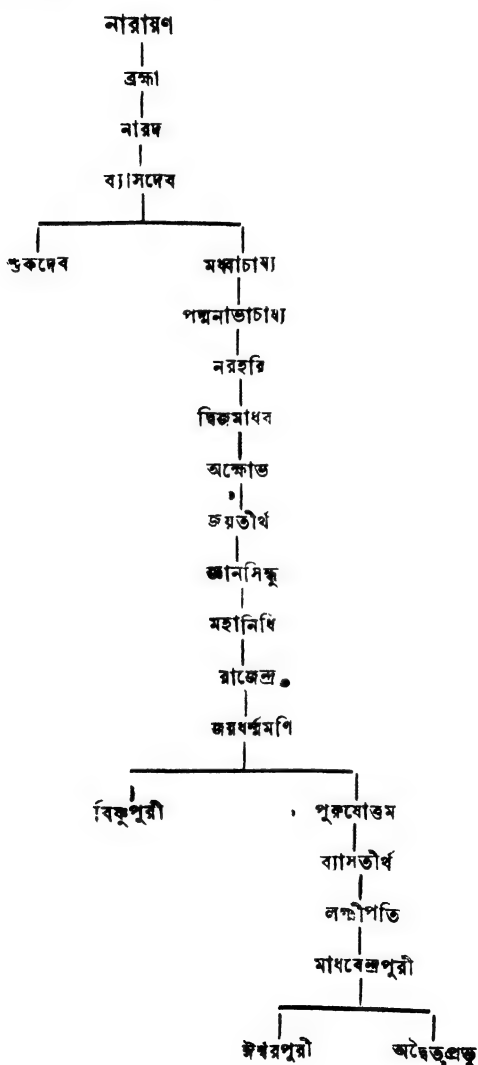 নারায়ণ
ব্রহ্মা
নারদ
ব্যাসদেব
শুকদেব মধ্বাচায্য
পদ্মনাভাচায্য
নরহরি
দ্বিজমাধব
অক্ষোভ
জয়তীর্থ
জ্ঞানসিন্ধু
মহানিধি
রাজেন্দ্র
জয়ধর্ম্মমণি
বিষ্ণুপুরী পুরুষোত্তম
ব্যাসতীর্থ
লক্ষীপতি
মাধবেন্দ্রপুরী
ঈশ্বরপুরী অদ্বৈতপ্রভু